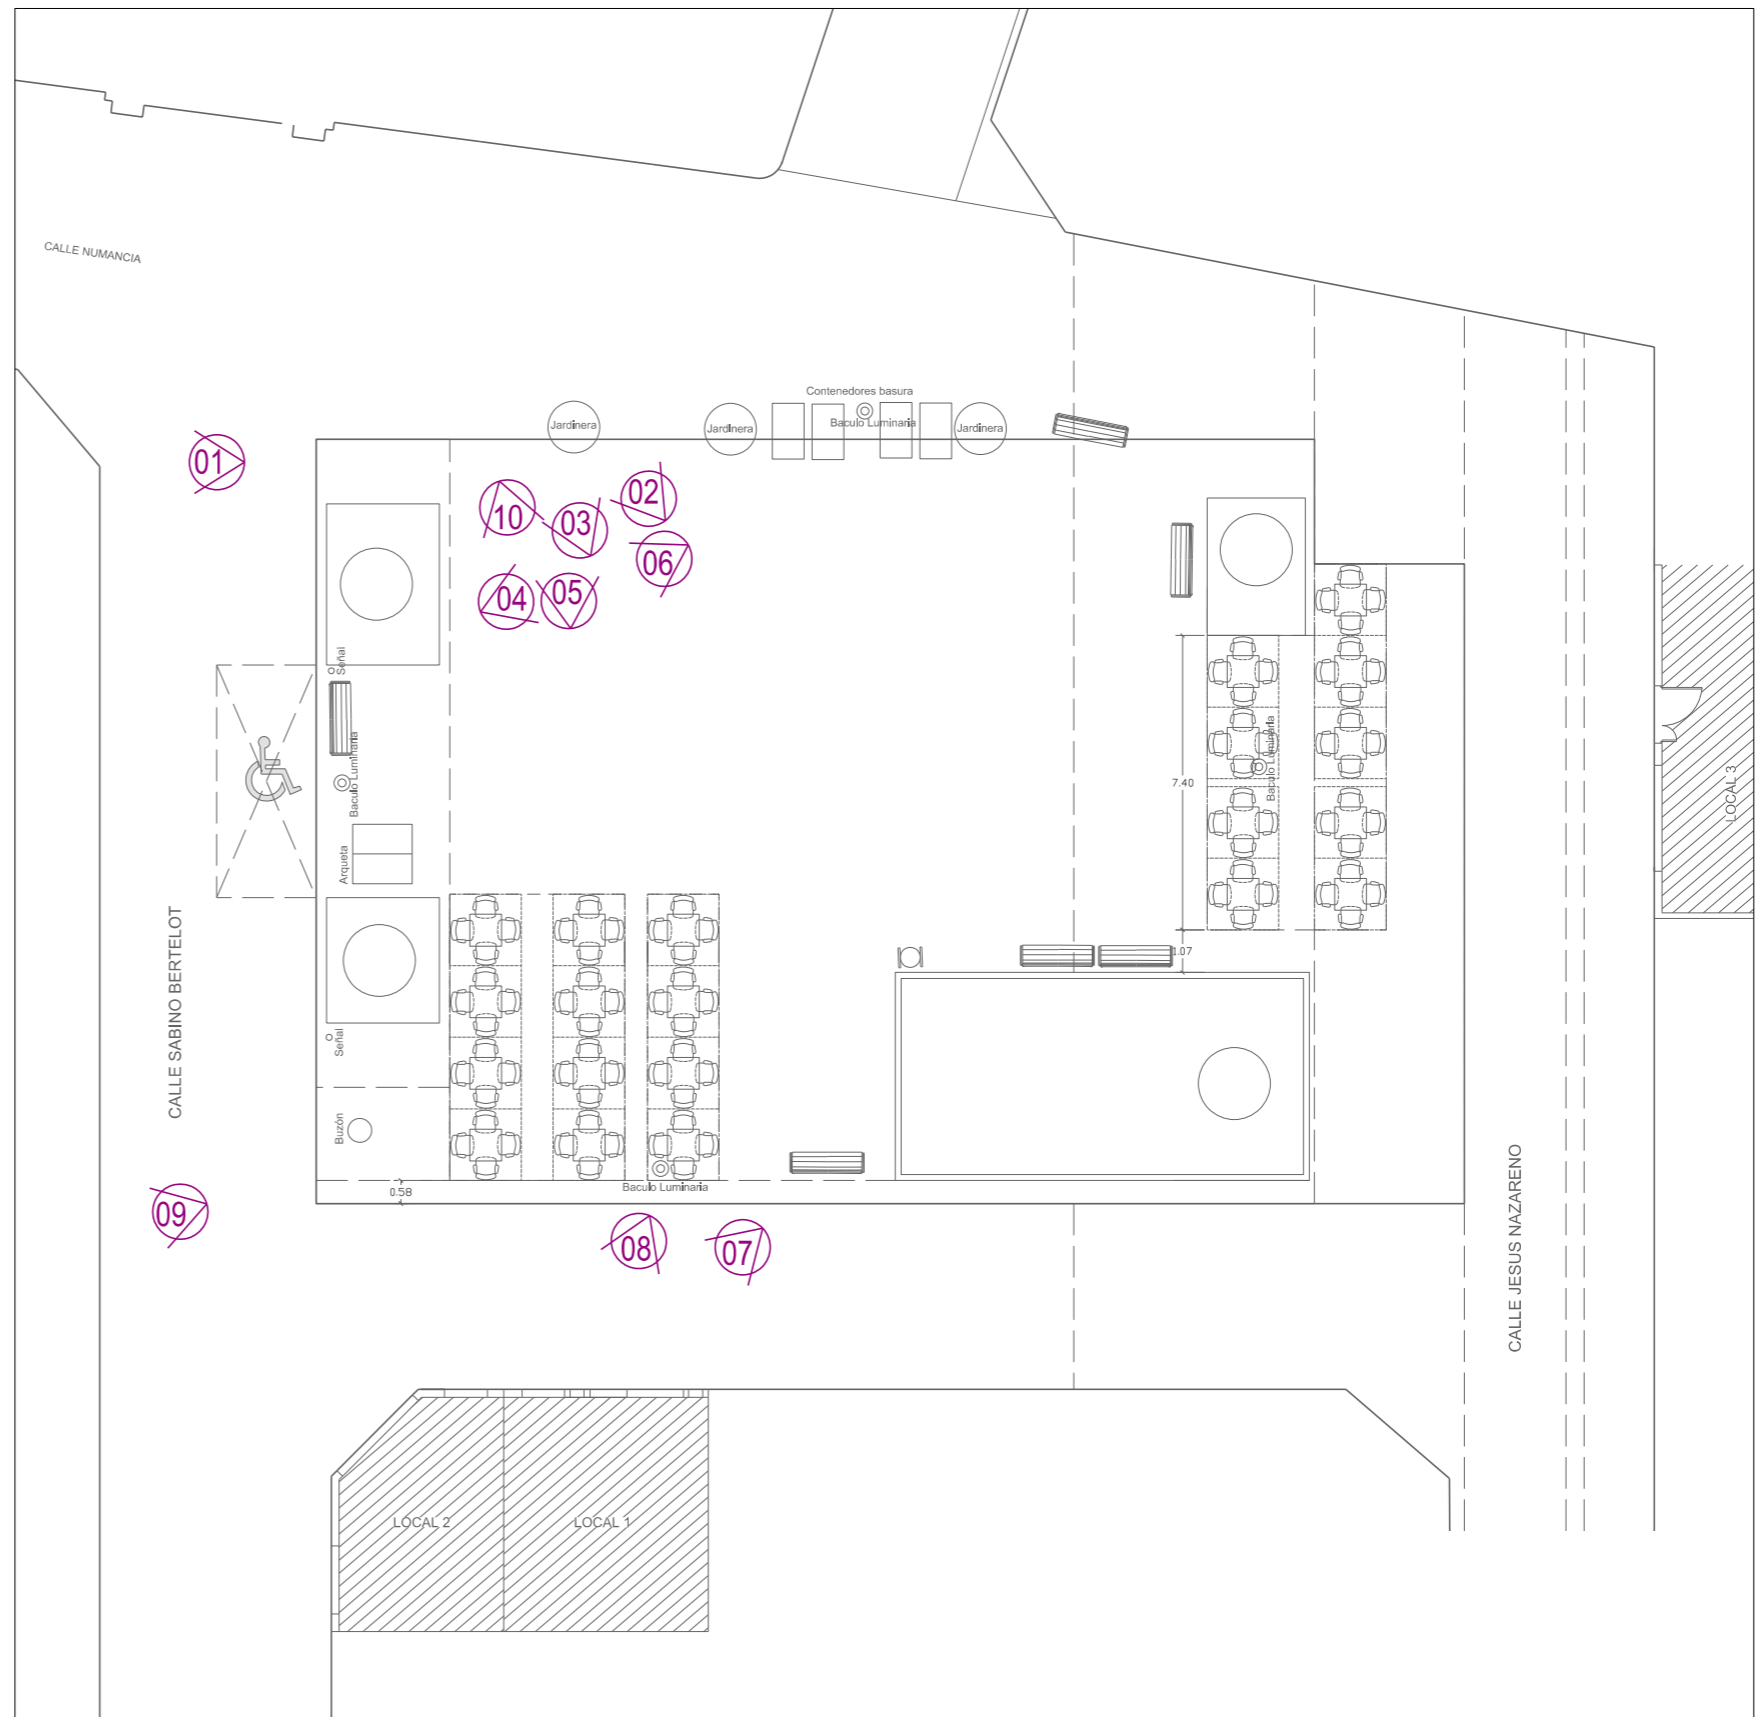 CALLE NUMANCIA
Contenedores basura
Jardinera
Jardinera
Baculo Luminaria
Jardinera
01
02
10
03
06
04
05
Señal
Baculo Luminaria
Arqueta
Baculo Luminaria
7.40
LOCAL 3
CALLE SABINO BERTELOT
1.07
Señal
Buzón
Baculo Luminaria
0.58
09
08
07
CALLE JESUS NAZARENO
LOCAL 2
LOCAL 1